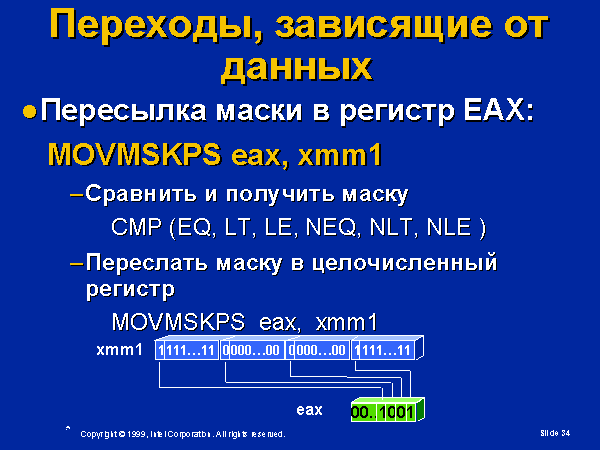 Переходы, зависящие от
данных
●Пересылка маски в регистр EAX:
MOVMSKPS eax, xmm1
–Сравнить и получить маску
CMP (EQ, LT, LE, NEQ, NLT, NLE )
–Переслать маску в целочисленный
регистр
MOVMSKPS eax, xmm1
xmm1 1111…11 0000…00 0000…00 1111…11
eax 00..1001
* Copyright © 1999, Intel Corporation. All rights reserved. Slide 34